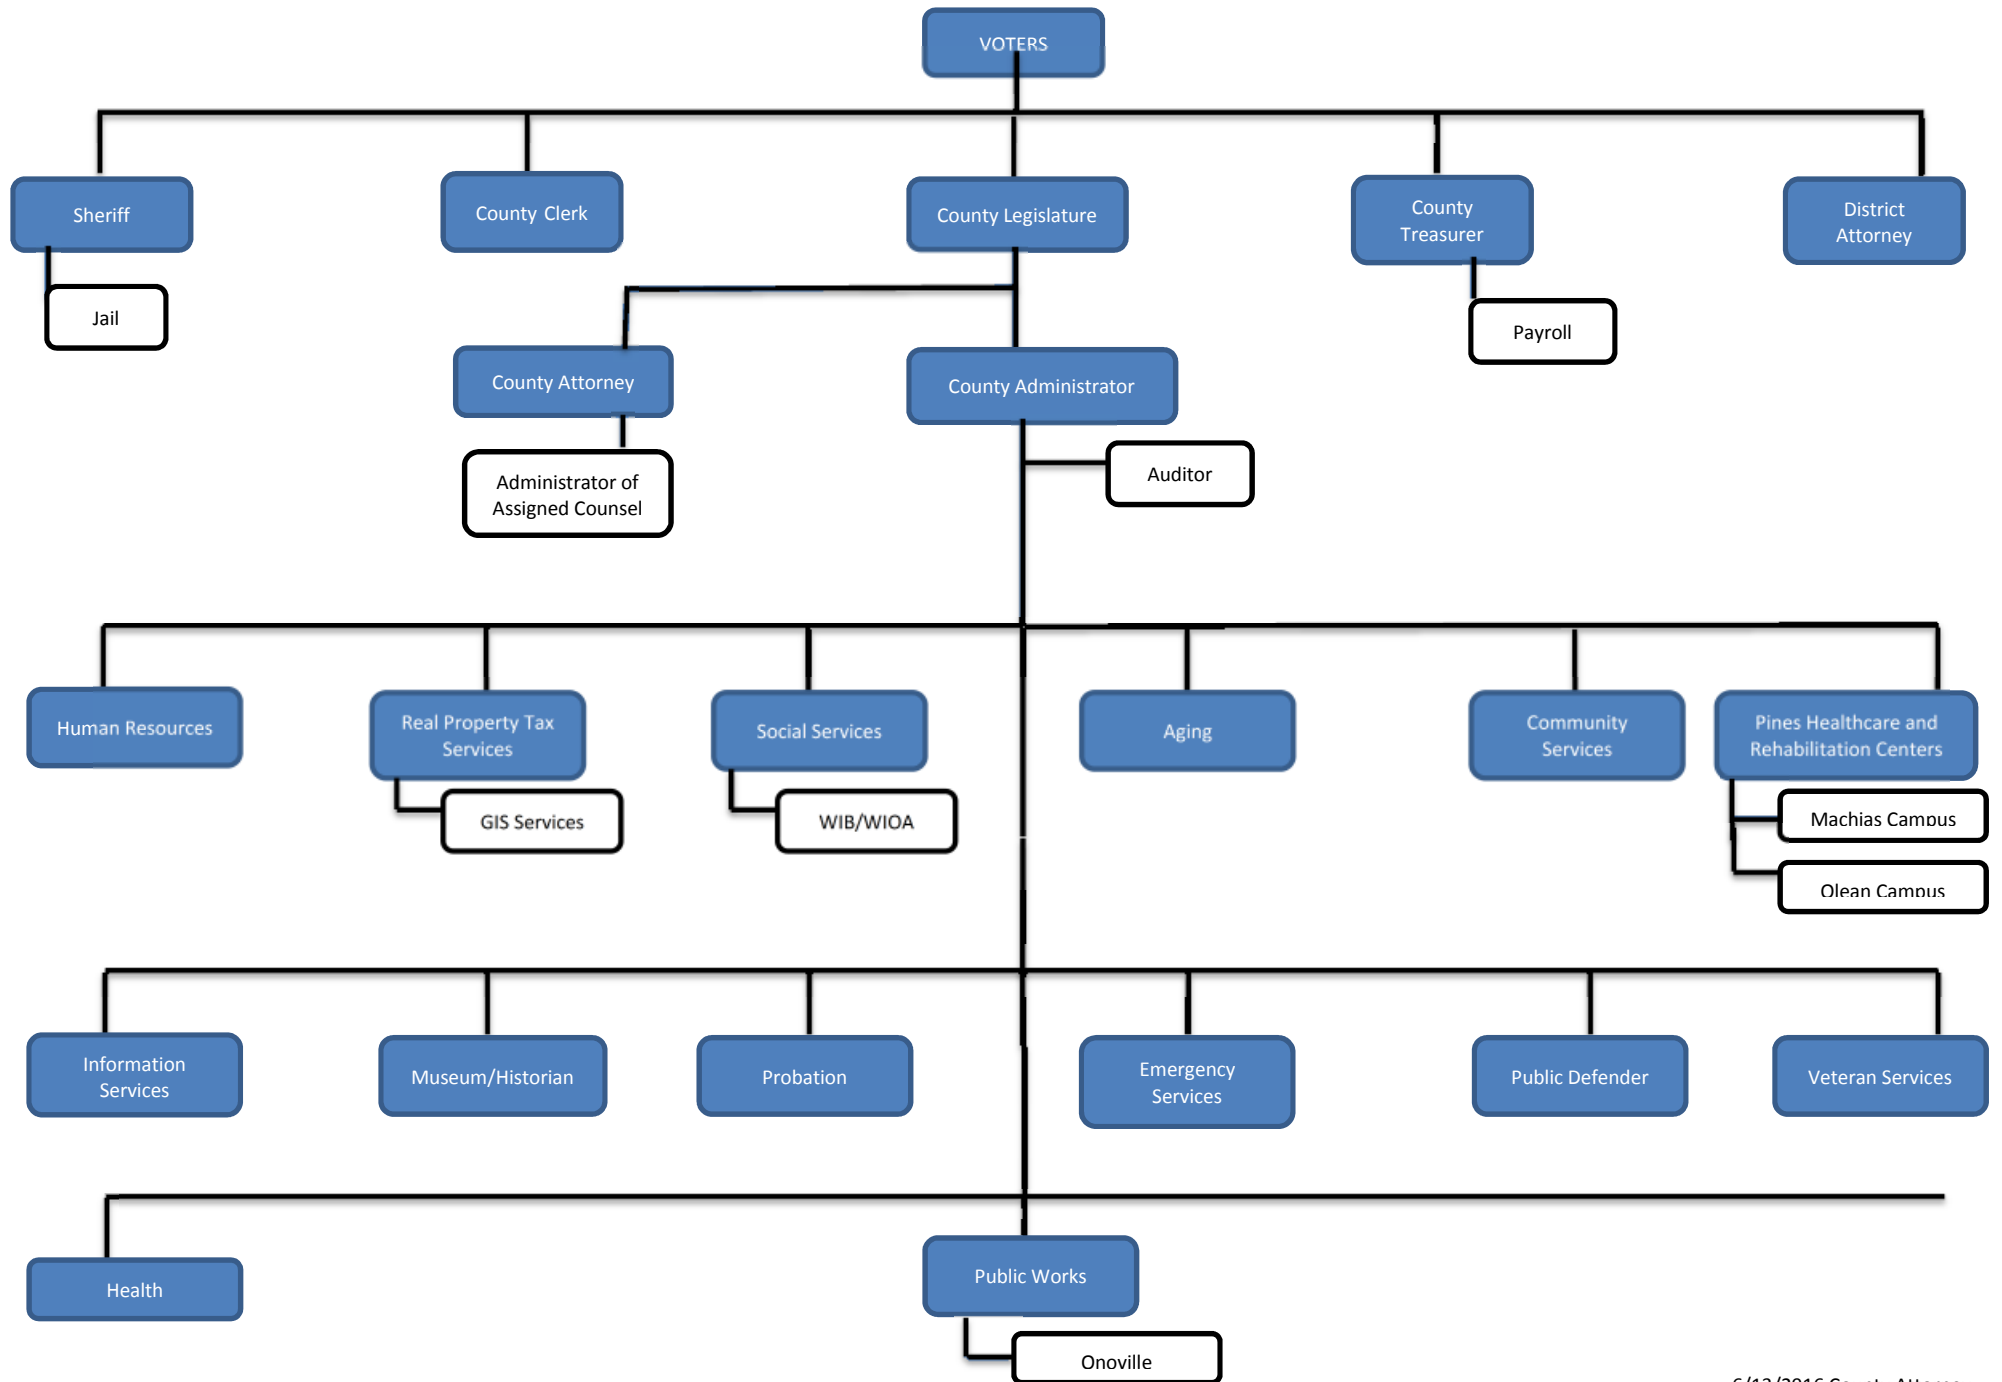 VOTERS
Sheriff
County Clerk
County Legislature
County
Treasurer
District
Attorney
Jail
Payroll
County Attorney
County Administrator
Administrator of
Assigned Counsel
Auditor
Human Resources
Real Property Tax
Services
Social Services
Aging
Community
Services
Pines Healthcare and
Rehabilitation Centers
GIS Services
WIB/WIOA
Machias Campus
Olean Campus
Information
Services
Museum/Historian
Probation
Emergency
Services
Public Defender
Veteran Services
Health
Public Works
Onoville
County